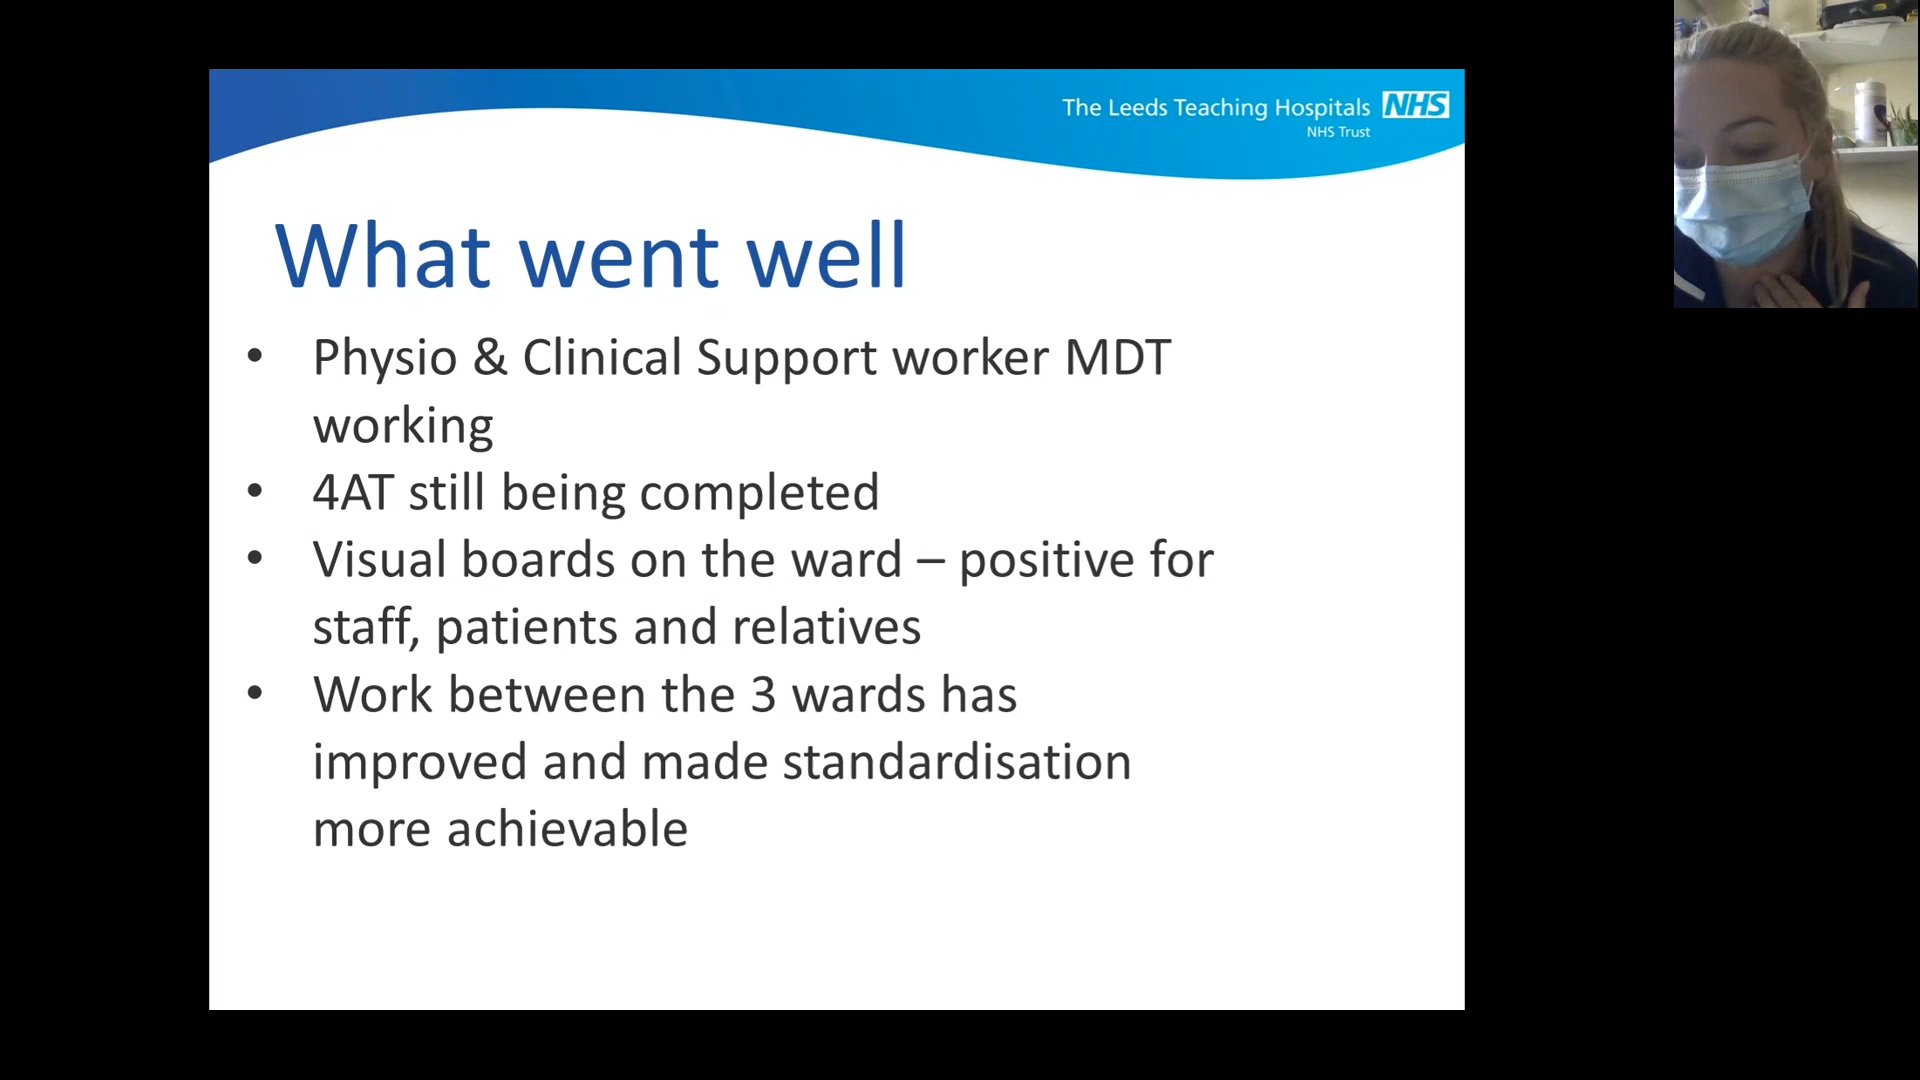 The Leeds Teaching Hospitals NHS
NHS Trust
What went well
• Physio & Clinical Support worker MDT
working
• 4AT still being completed
• Visual boards on the ward – positive for
staff, patients and relatives
• Work between the 3 wards has
improved and made standardisation
more achievable